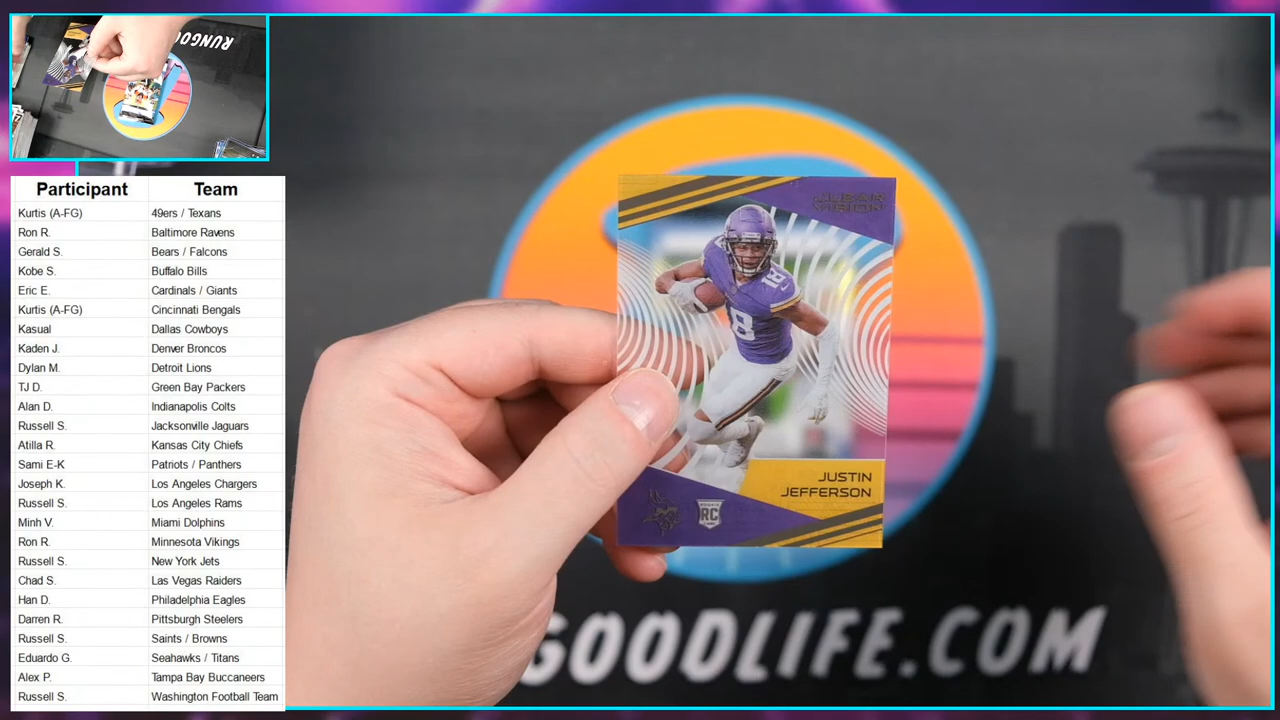 RUNGOOD
Participant Team
Kurtis (A-FG) 49ers / Texans
Ron R. Baltimore Ravens
Gerald S. Bears / Falcons
Kobe S. Buffalo Bills
Eric E. Cardinals / Giants
Kurtis (A-FG) Cincinnati Bengals
Kasual Dallas Cowboys
Kaden J. Denver Broncos
Dylan M. Detroit Lions
TJ D. Green Bay Packers
Alan D. Indianapolis Colts
Russell S. Jacksonville Jaguars
Atilla R. Kansas City Chiefs
Sami E-K Patriots / Panthers
Joseph K. Los Angeles Chargers
Russell S. Los Angeles Rams
Minh V. Miami Dolphins
Ron R. Minnesota Vikings
Russell S. New York Jets
Chad S. Las Vegas Raiders
Han D. Philadelphia Eagles
Darren R. Pittsburgh Steelers
Russell S. Saints / Browns
Eduardo G. Seahawks / Titans
Alex P. Tampa Bay Buccaneers
Russell S. Washington Football Team
CLEAR
VISION
18
18
JUSTIN
JEFFERSON
RC
GOODLIFE.COM